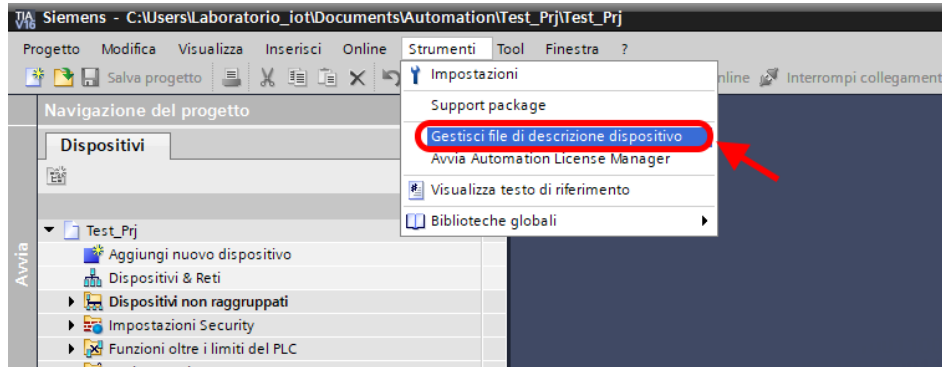 TIA V16 Siemens - C:\Users\Laboratorio_iot\Documents\Automation\Test_Prj\Test_Prj
Progetto Modifica Visualizza Inserisci Online Strumenti Tool Finestra ?
Salva progetto
Impostazioni
Interrompi collegament
Support package
Gestisci file di descrizione dispositivo
Avvia Automation License Manager
Visualizza testo di riferimento
Biblioteche globali
Navigazione del progetto
Dispositivi
Avvia
Test_Prj
Aggiungi nuovo dispositivo
Dispositivi & Reti
Dispositivi non raggruppati
Impostazioni Security
Funzioni oltre i limiti del PLC